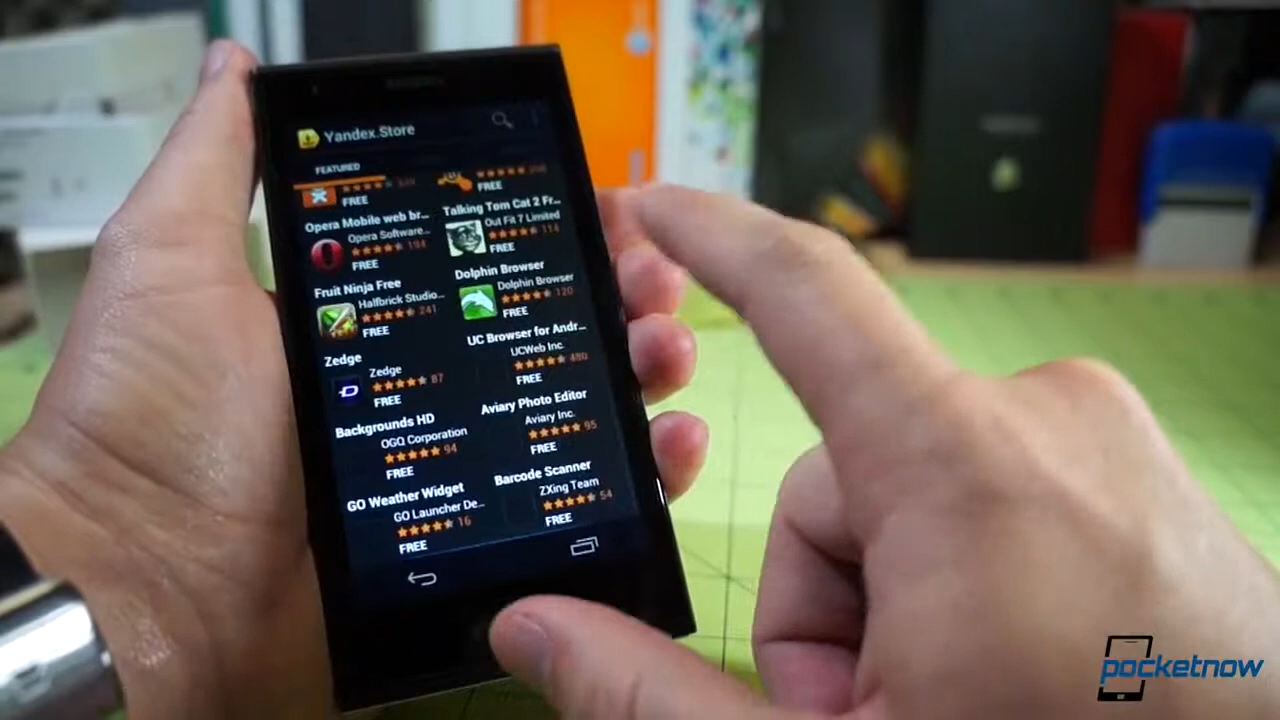 Yandex.Store
FEATURED
FREE
FREE
Opera Mobile web br...
Opera Software...
194
FREE
Talking Tom Cat 2 Fr...
Out Fit 7 Limited
114
FREE
Fruit Ninja Free
Halfbrick Studio...
241
FREE
Dolphin Browser
Dolphin Browser
120
FREE
Zedge
Zedge
87
FREE
UC Browser for Andr...
UCWeb Inc.
480
FREE
Backgrounds HD
OGQ Corporation
94
FREE
Aviary Photo Editor
Aviary Inc.
95
FREE
GO Weather Widget
GO Launcher De...
16
FREE
Barcode Scanner
ZXing Team
54
FREE
pocketnow